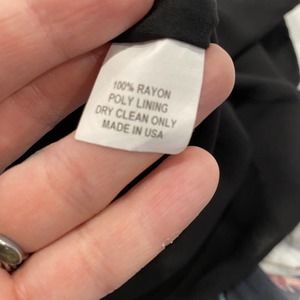 100% RAYON
POLY LINING
DRY CLEAN ONLY
MADE IN USA